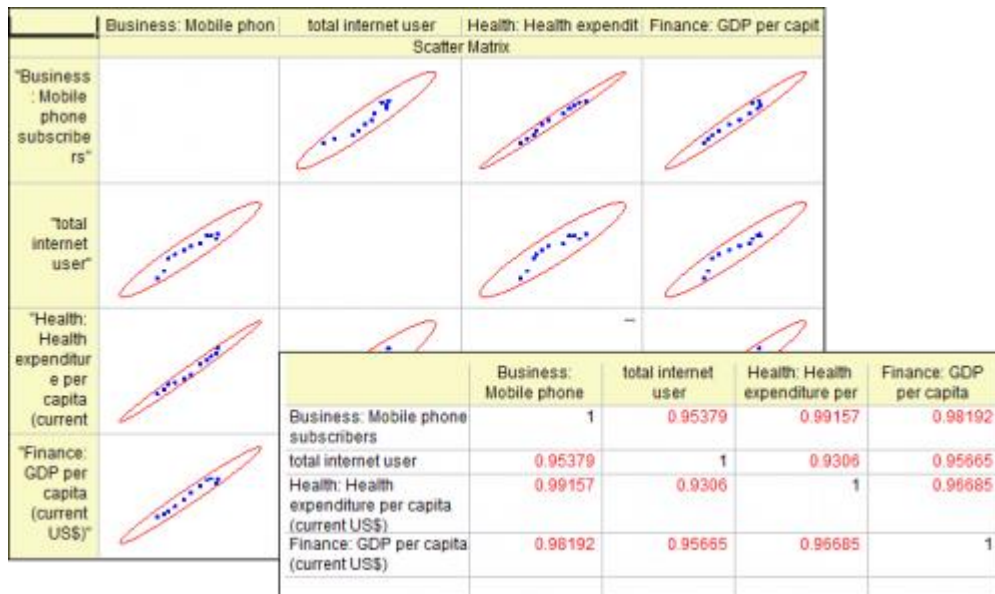 Business: Mobile phon total internet user Health: Health expendit Finance: GDP per capit
Scatter Matrix
"Business
: Mobile
phone
subscribe
rs"
"total
internet
user"
"Health:
Health
expenditur
e per
capita
(current
"Finance:
GDP per
capita
(current
US$)"
--
Business:
Mobile phone
total internet
user
Health: Health
expenditure per
Finance: GDP
per capita
Business: Mobile phone
subscribers
1 0.95379 0.99157 0.98192
total internet user 0.95379 1 0.9306 0.95665
Health: Health
expenditure per capita
(current US$)
0.99157 0.9306 1 0.96685
Finance: GDP per capita
(current US$)
0.98192 0.95665 0.96685 1